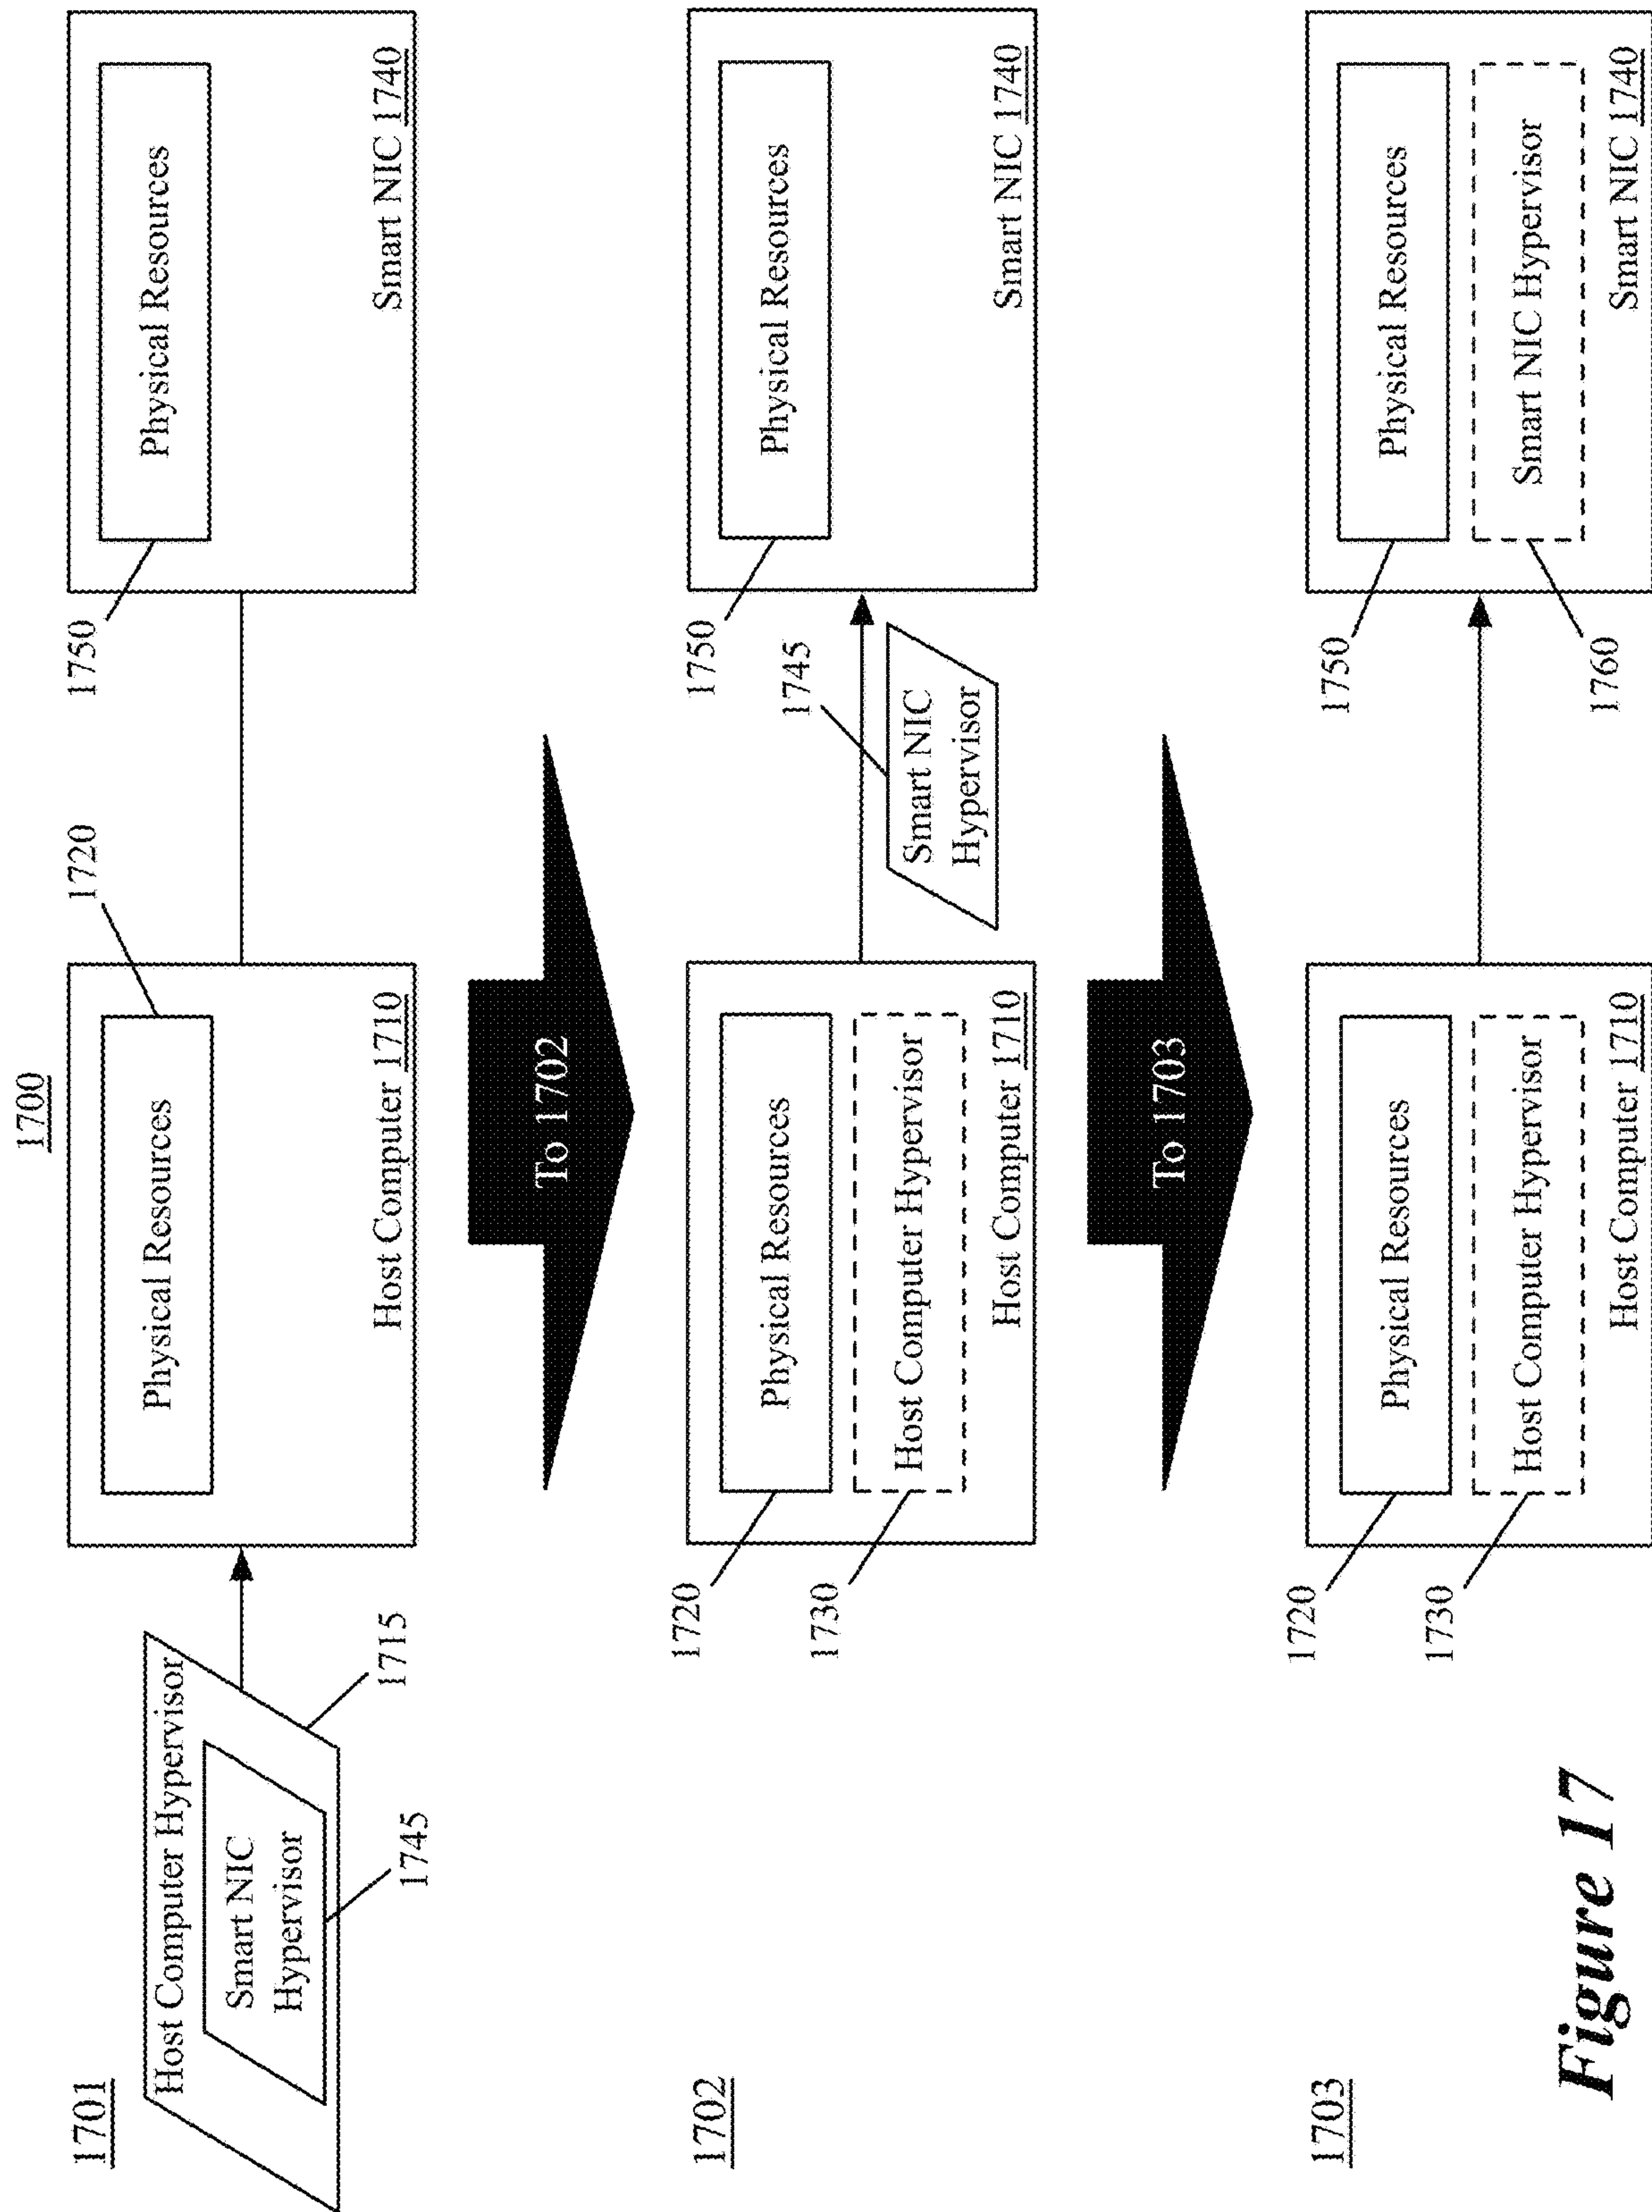 1700
1701
Host Computer Hypervisor
Smart NIC
Hypervisor
1715
1745
Physical Resources
1720
Host Computer 1710
Physical Resources
1750
Smart NIC 1740
To 1702
1702
Physical Resources
1720
Host Computer Hypervisor
1730
Host Computer 1710
1745
Smart NIC
Hypervisor
Physical Resources
1750
Smart NIC 1740
To 1703
1703
Physical Resources
1720
Host Computer Hypervisor
1730
Host Computer 1710
Physical Resources
1750
Smart NIC Hypervisor
1760
Smart NIC 1740
Figure 17